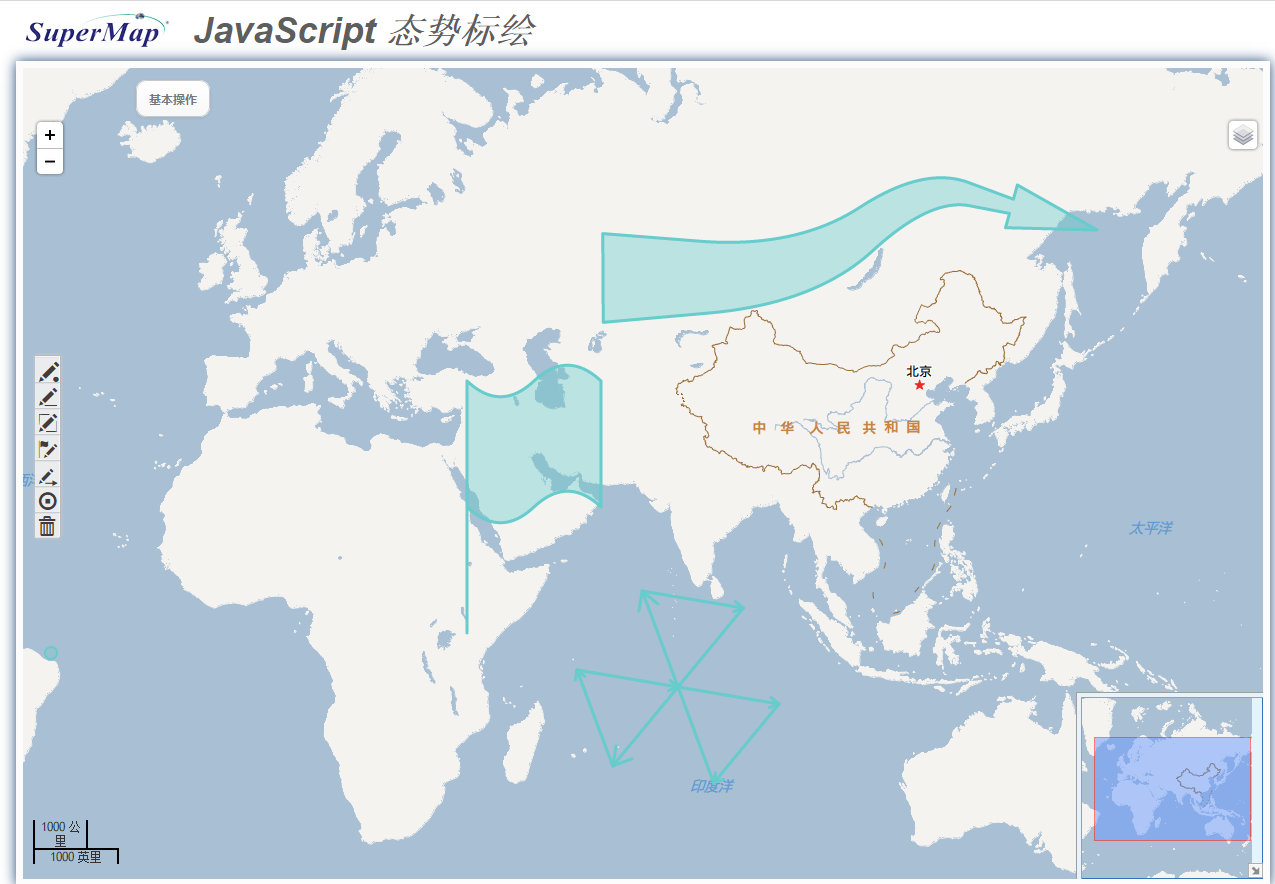 SuperMap JavaScript 态势标绘
基本操作
+
−
北京
中 华 人 民 共 和 国
太平洋
印度洋
1000 公
里
1000 英里